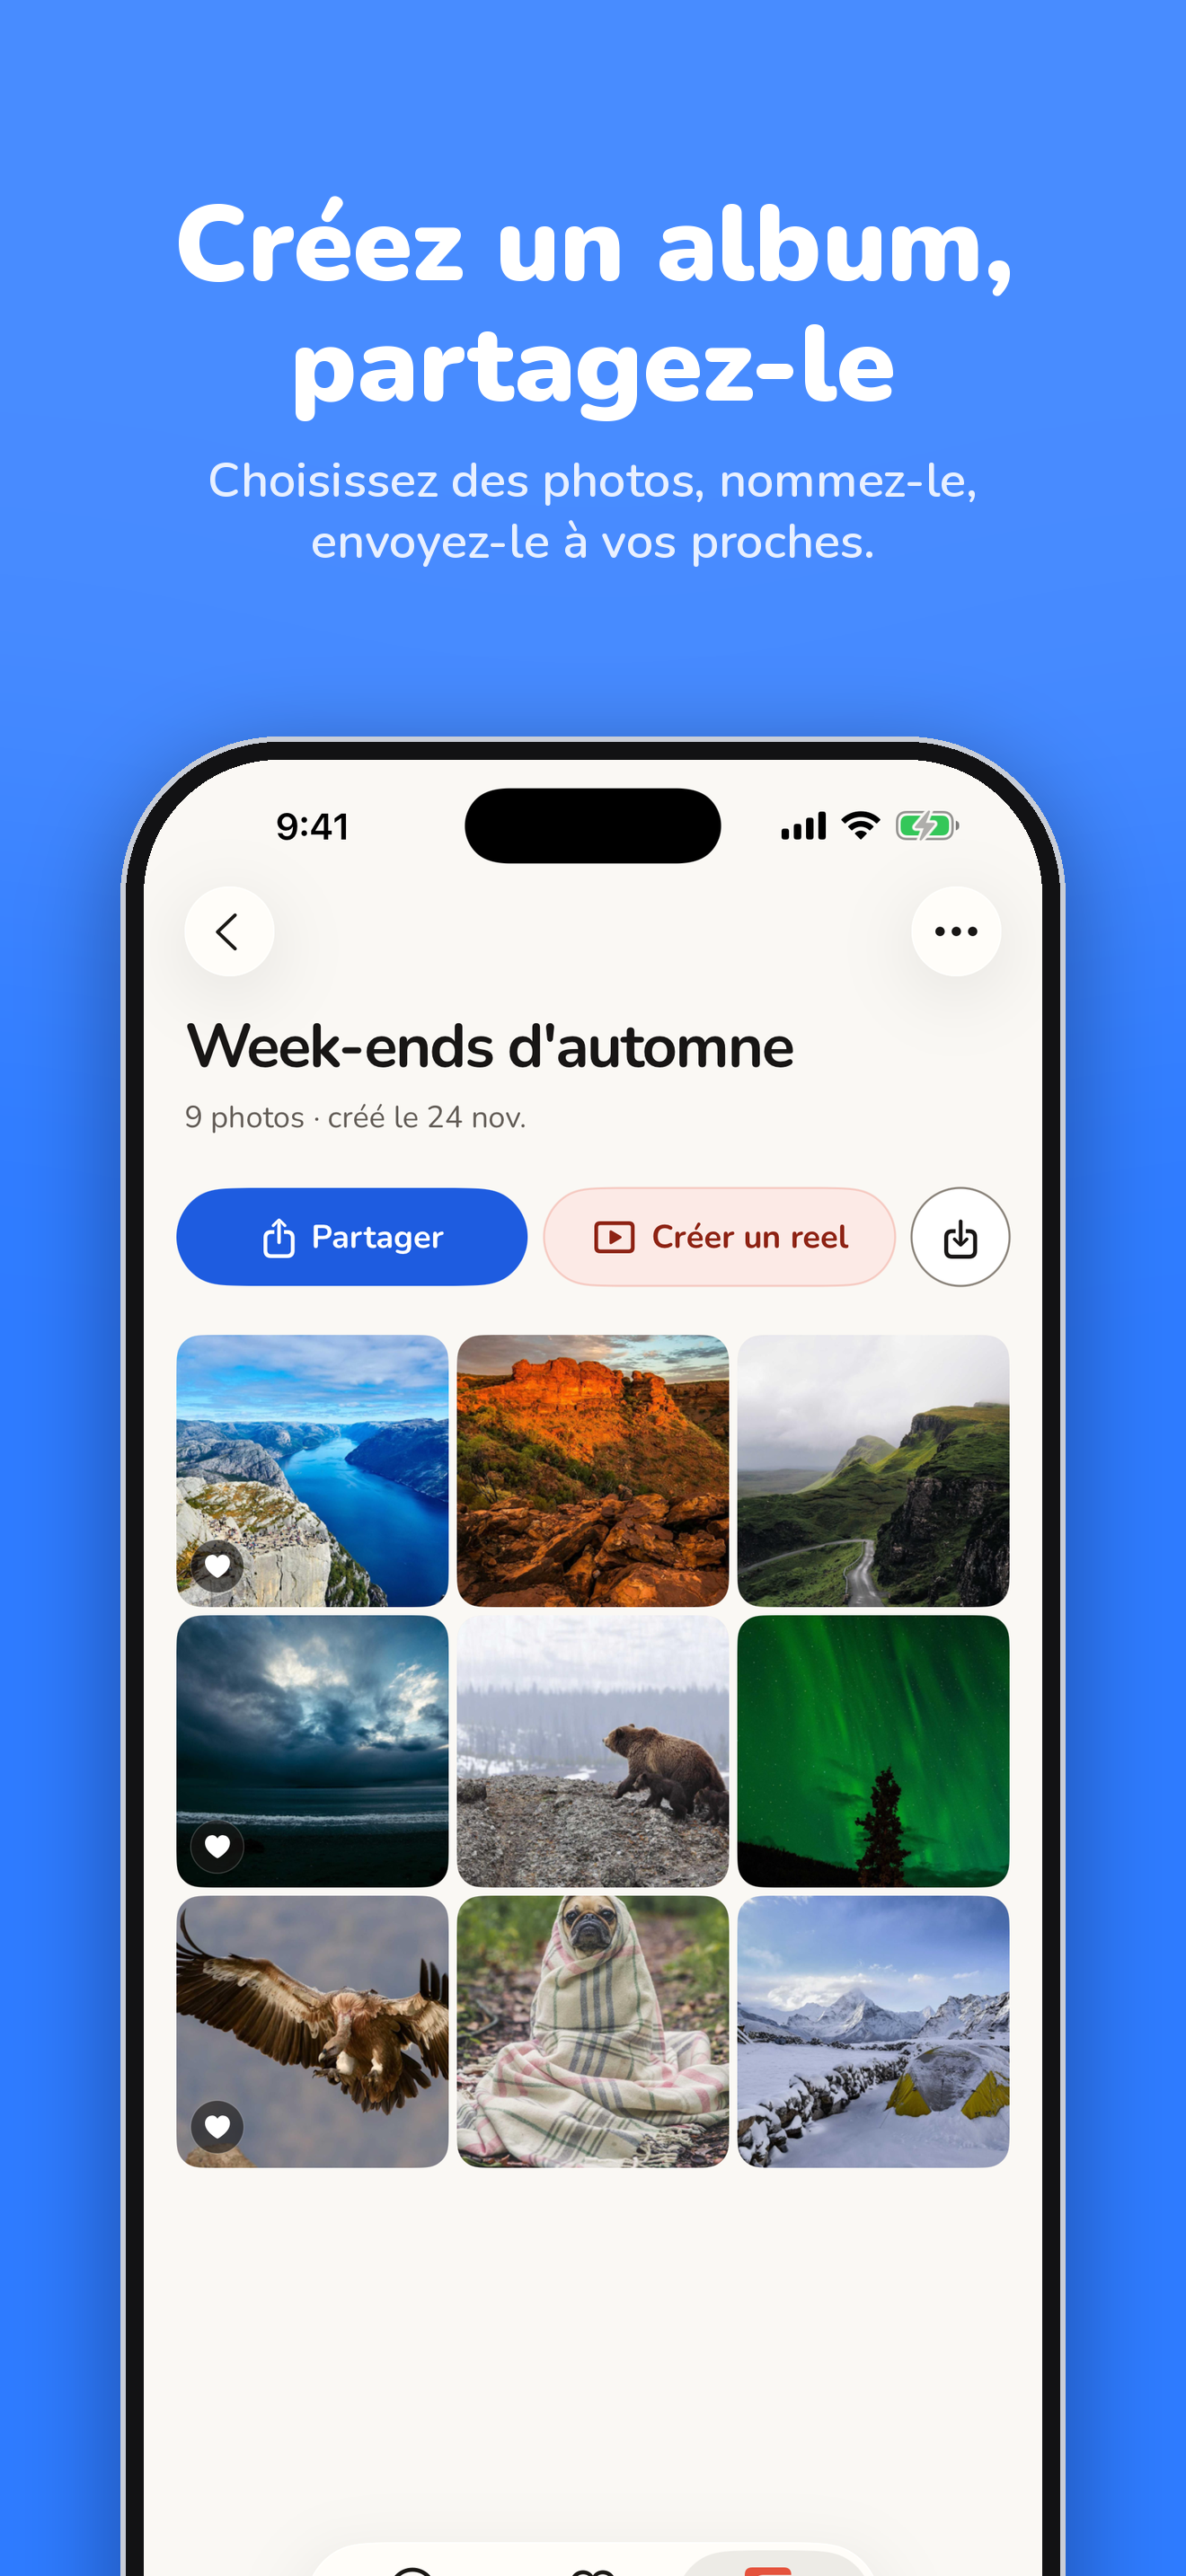 Créez un album,
partagez-le
Choisissez des photos, nommez-le,
envoyez-le à vos proches.
9:41
Week-ends d'automne
9 photos · créé le 24 nov.
Partager
Créer un reel